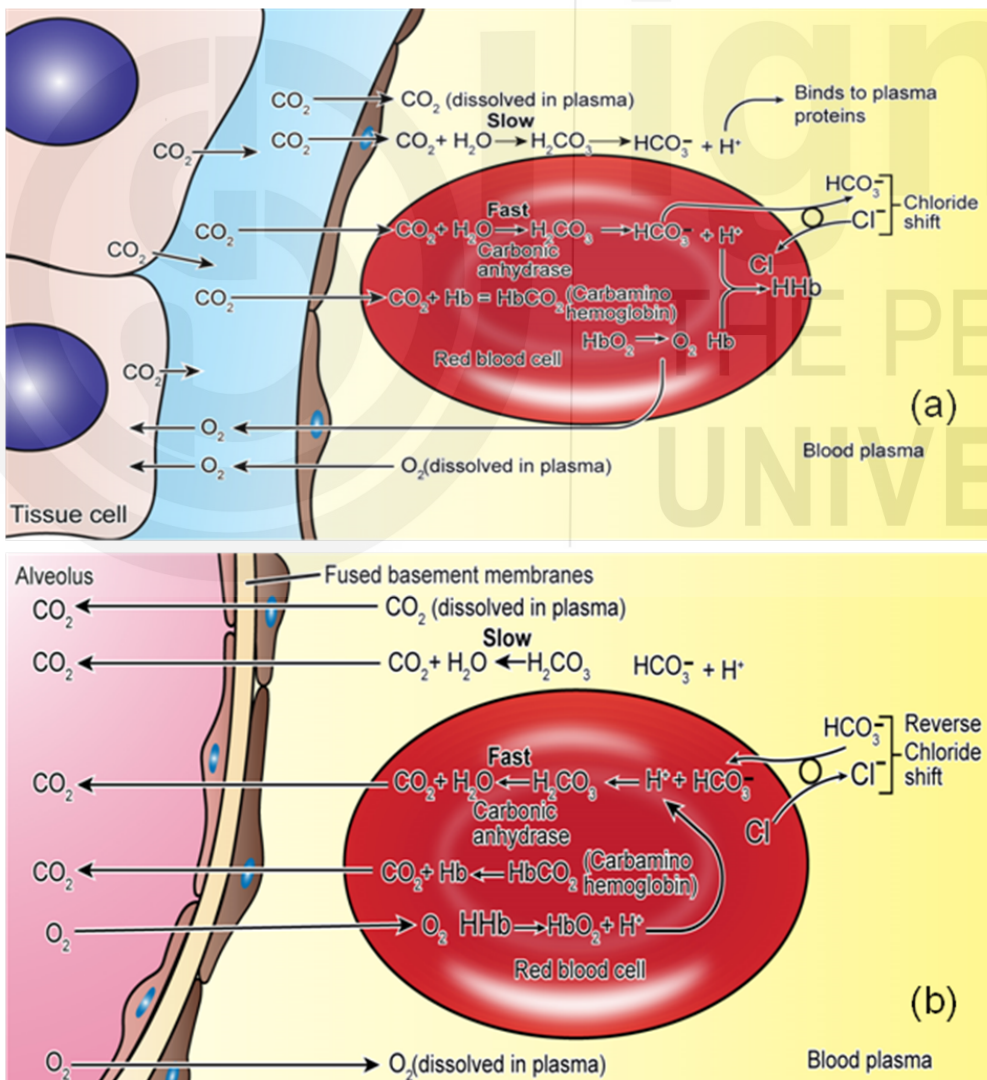 ign
THE PE
UNIVE
CO₂ → CO₂ (dissolved in plasma)
Slow
CO₂ → CO₂ + H₂O → H₂CO₃ → HCO₃⁻ + H⁺
Binds to plasma
proteins
CO₂
HCO₃⁻
Cl⁻
Chloride
shift
Fast
CO₂ → CO₂ + H₂O → H₂CO₃ → HCO₃⁻ + H⁺
Carbonic
anhydrase
CO₂
Cl
HHb
CO₂ → CO₂ + Hb = HbCO₂ (Carbamino
hemoglobin)
HbO₂ → O₂ Hb
Red blood cell
CO₂
(a)
O₂
Blood plasma
O₂ ← O₂(dissolved in plasma)
Tissue cell
Alveolus
Fused basement membranes
CO₂ ← CO₂ (dissolved in plasma)
Slow
CO₂ ← CO₂ + H₂O ← H₂CO₃ HCO₃⁻ + H⁺
HCO₃⁻
Cl⁻
Reverse
Chloride
shift
Fast
CO₂ ← CO₂ + H₂O ← H₂CO₃ ← H⁺ + HCO₃⁻
Carbonic
anhydrase
Cl
CO₂ ← CO₂ + Hb ← HbCO₂ (Carbamino
hemoglobin)
O₂ → O₂ HHb → HbO₂ + H⁺
Red blood cell
(b)
O₂ → O₂(dissolved in plasma)
Blood plasma